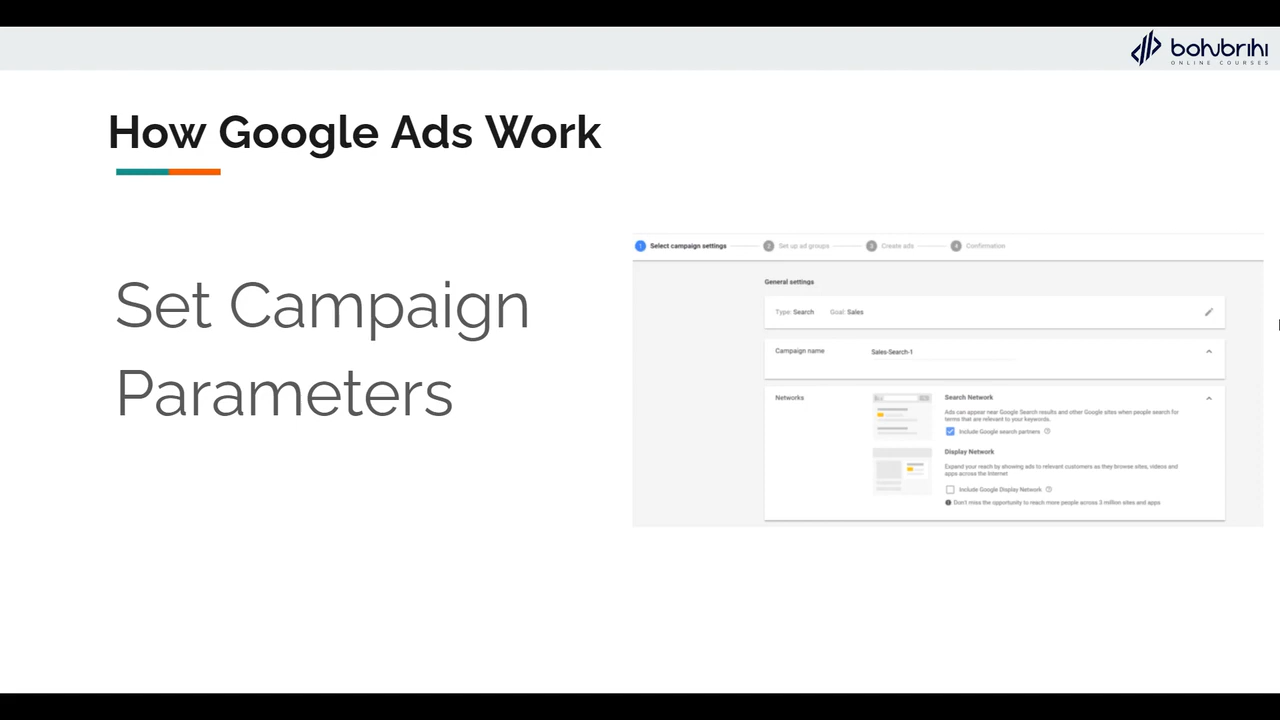 bohubrihi
ONLINE COURSES
How Google Ads Work
Set Campaign
Parameters
1 Select campaign settings 2 Set up ad groups 3 Create ads 4 Confirmation
General settings
Type: Search Goal: Sales
Campaign name Sales-Search-1
Networks
Search Network
Ads can appear near Google Search results and other Google sites when people search for
terms that are relevant to your keywords.
Include Google search partners
Display Network
Expand your reach by showing ads to relevant customers as they browse sites, videos and
apps across the Internet
Include Google Display Network
Don't miss the opportunity to reach more people across 3 million sites and apps